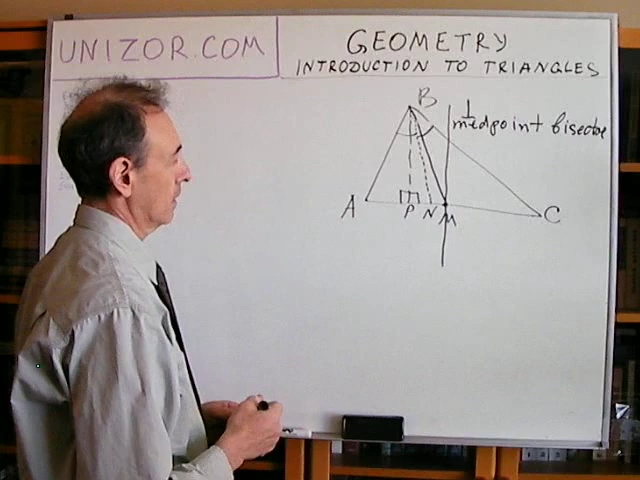 UNIZOR.COM
GEOMETRY
INTRODUCTION TO TRIANGLES
B
midpoint bisector
A
P N M
C